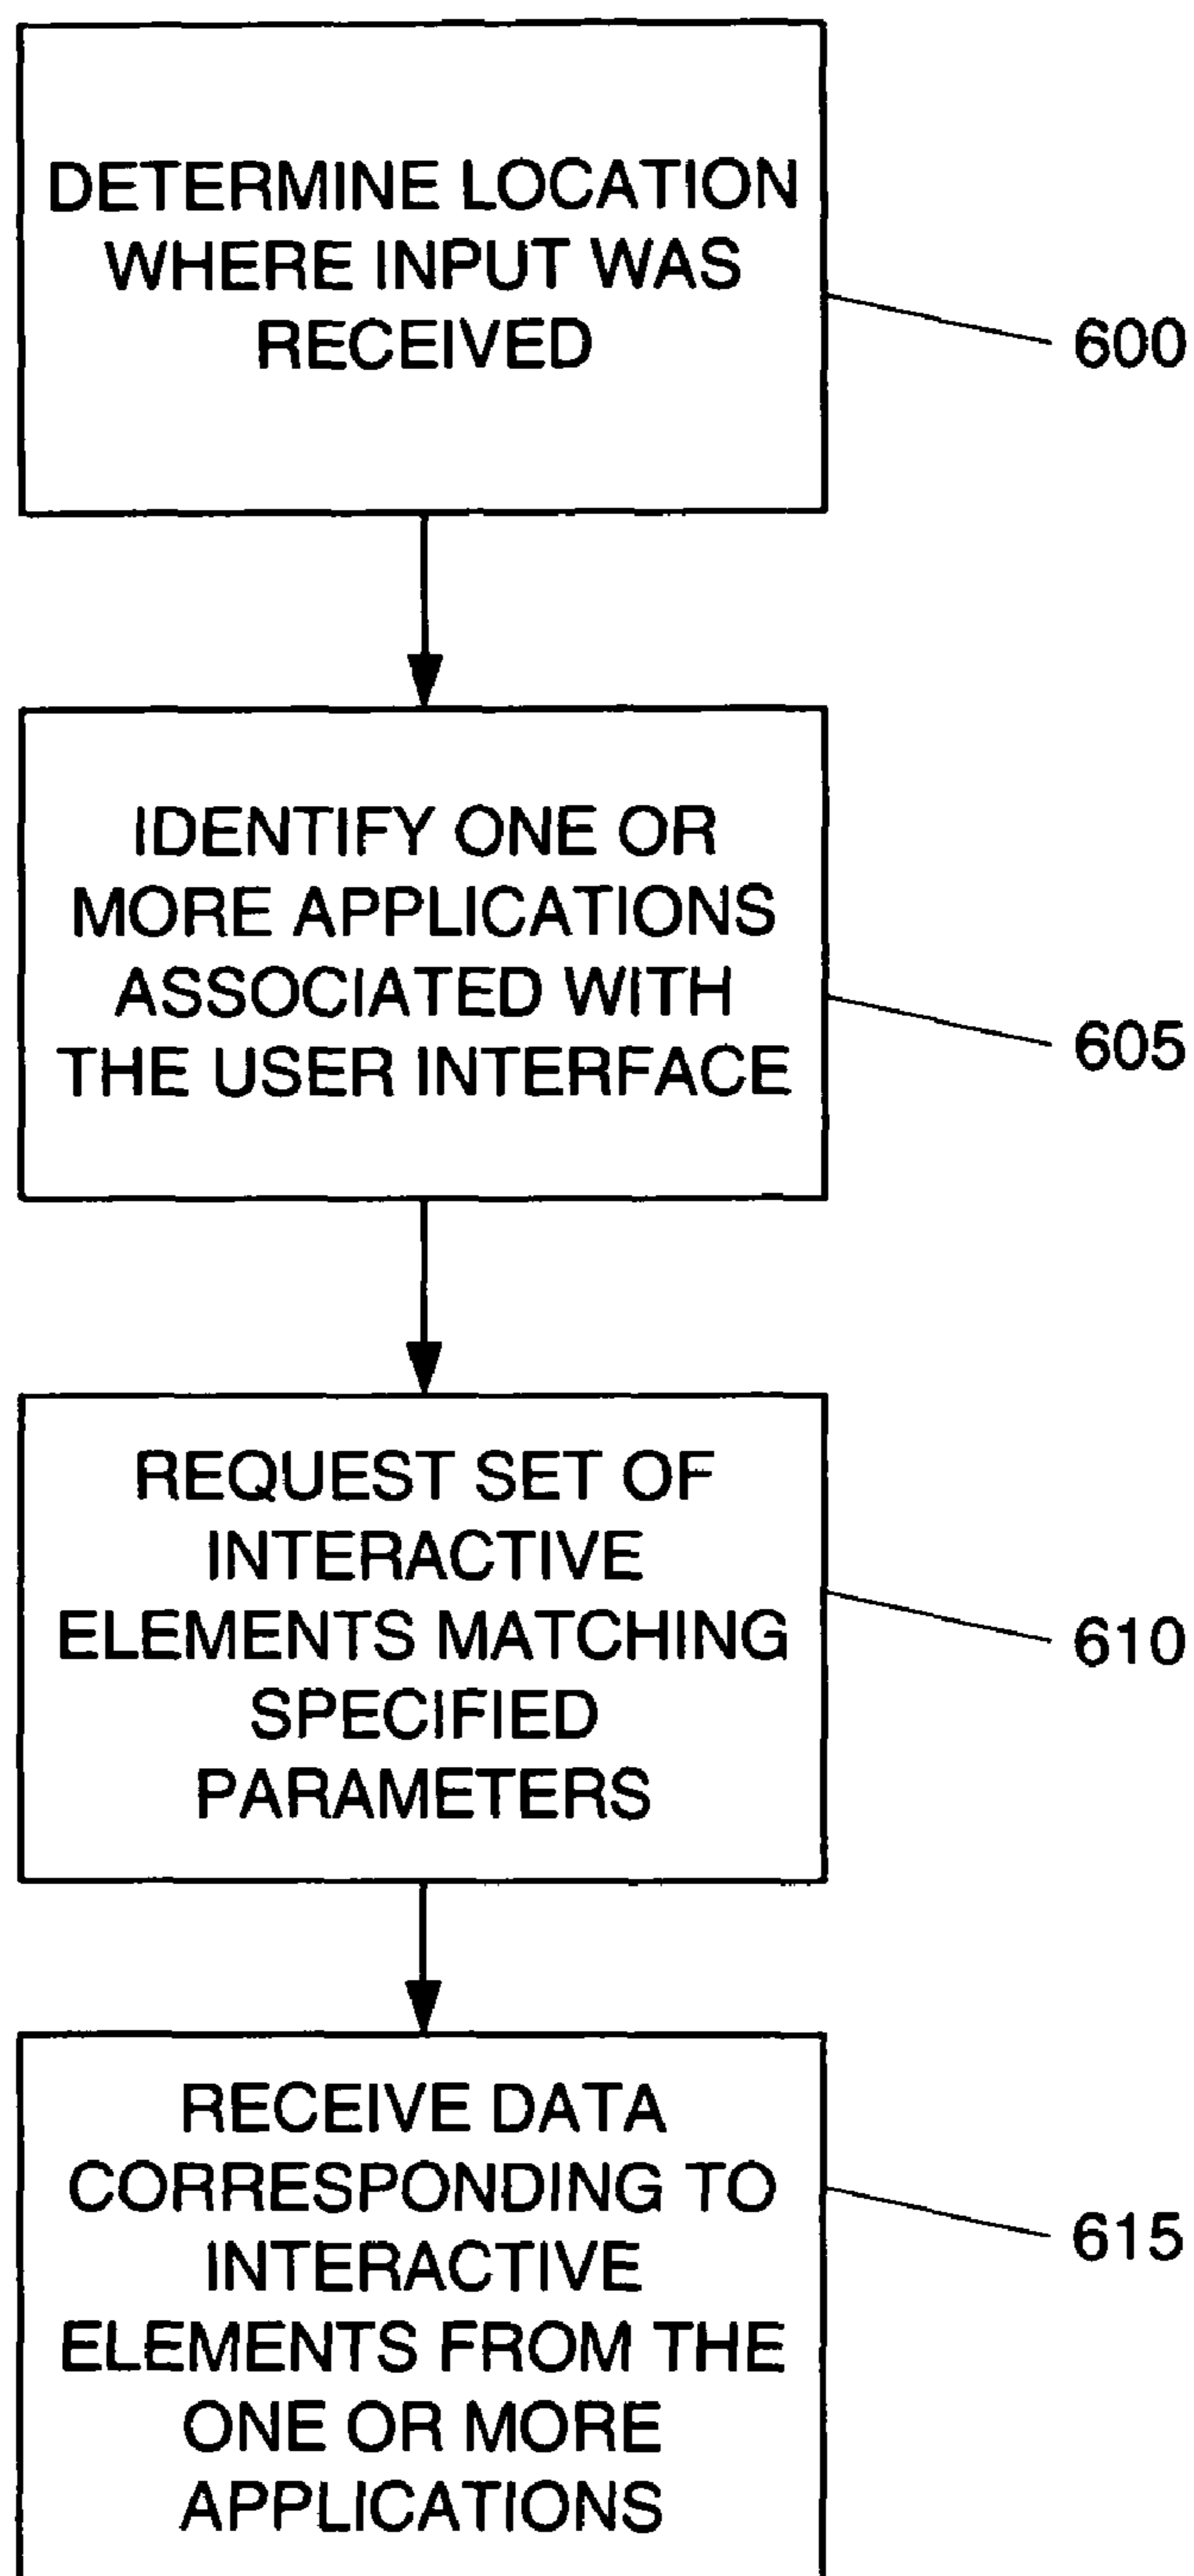 DETERMINE LOCATION
WHERE INPUT WAS
RECEIVED
600
IDENTIFY ONE OR
MORE APPLICATIONS
ASSOCIATED WITH
THE USER INTERFACE
605
REQUEST SET OF
INTERACTIVE
ELEMENTS MATCHING
SPECIFIED
PARAMETERS
610
RECEIVE DATA
CORRESPONDING TO
INTERACTIVE
ELEMENTS FROM THE
ONE OR MORE
APPLICATIONS
615